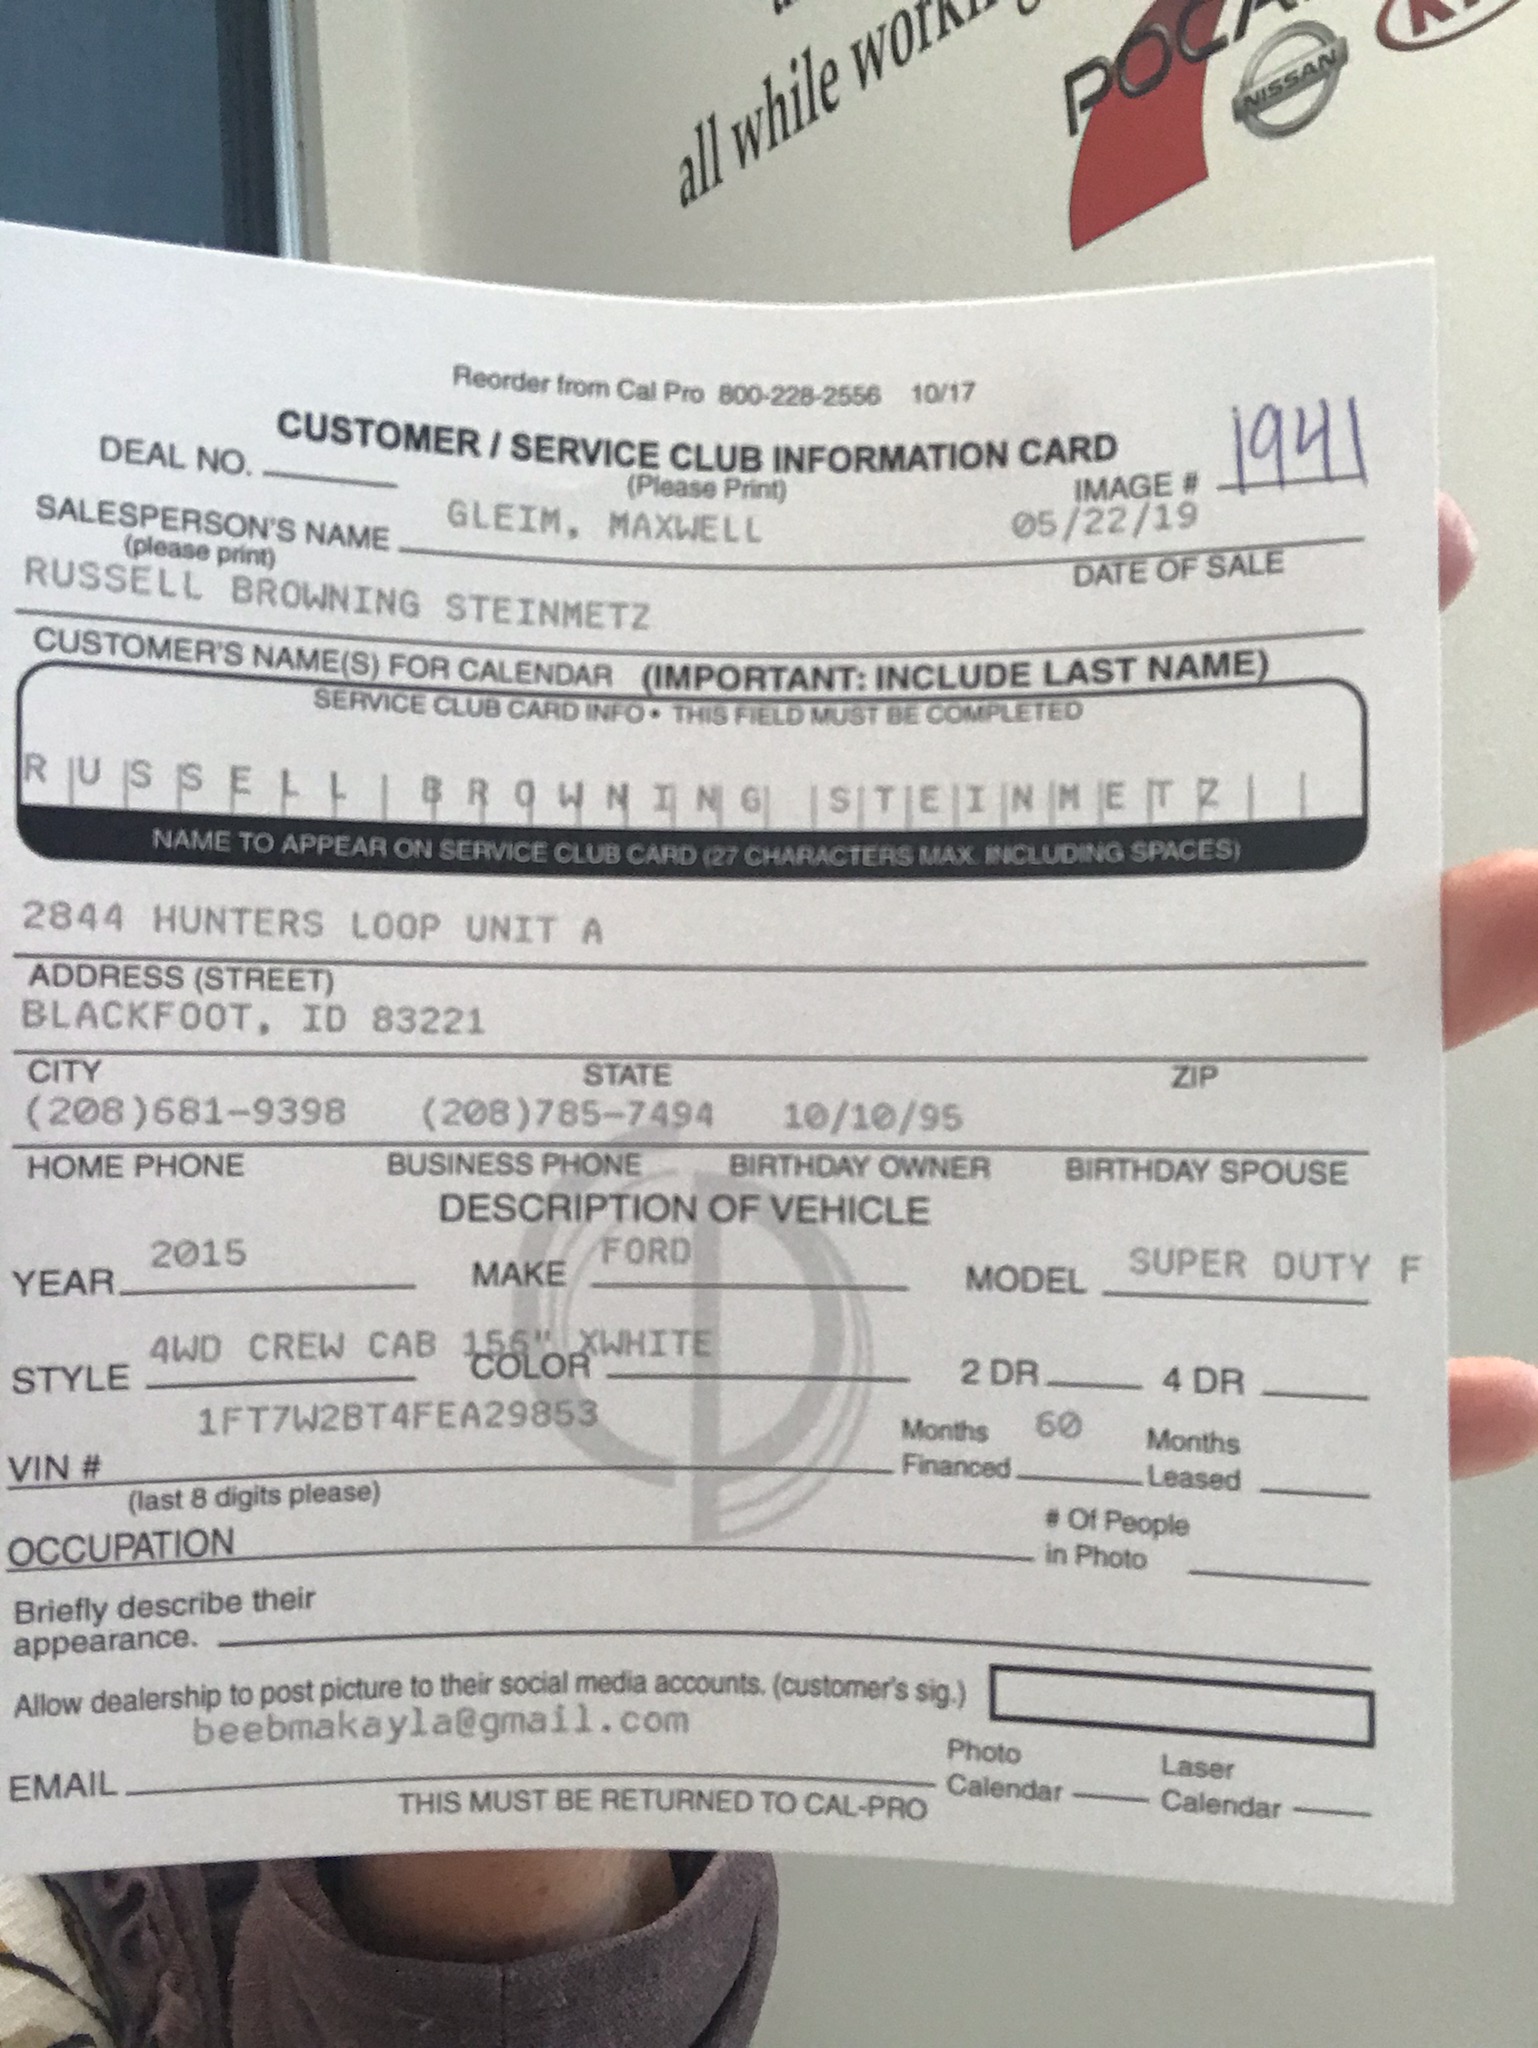 all while
POCA
NISSAN
Reorder from Cal Pro 800-228-2556 10/17
CUSTOMER / SERVICE CLUB INFORMATION CARD
(Please Print)
DEAL NO.
IMAGE # 1941
SALESPERSON'S NAME GLEIM, MAXWELL 05/22/19
(please print) DATE OF SALE
RUSSELL BROWNING STEINMETZ
CUSTOMER'S NAME(S) FOR CALENDAR (IMPORTANT: INCLUDE LAST NAME)
SERVICE CLUB CARD INFO • THIS FIELD MUST BE COMPLETED
RUSSELL BROWNING STEINMETZ
NAME TO APPEAR ON SERVICE CLUB CARD (27 CHARACTERS MAX. INCLUDING SPACES)
2844 HUNTERS LOOP UNIT A
ADDRESS (STREET)
BLACKFOOT, ID 83221
CITY STATE ZIP
(208)681-9398 (208)785-7494 10/10/95
HOME PHONE BUSINESS PHONE BIRTHDAY OWNER BIRTHDAY SPOUSE
DESCRIPTION OF VEHICLE
YEAR 2015 MAKE FORD MODEL SUPER DUTY F
STYLE 4WD CREW CAB 156" XWHITE COLOR 2 DR 4 DR
1FT7W2BT4FEA29853
VIN # Months Financed 60 Months Leased
(last 8 digits please)
OCCUPATION # Of People in Photo
Briefly describe their
appearance.
Allow dealership to post picture to their social media accounts. (customer's sig.)
beebmakayla@gmail.com
EMAIL Photo Calendar Laser Calendar
THIS MUST BE RETURNED TO CAL-PRO